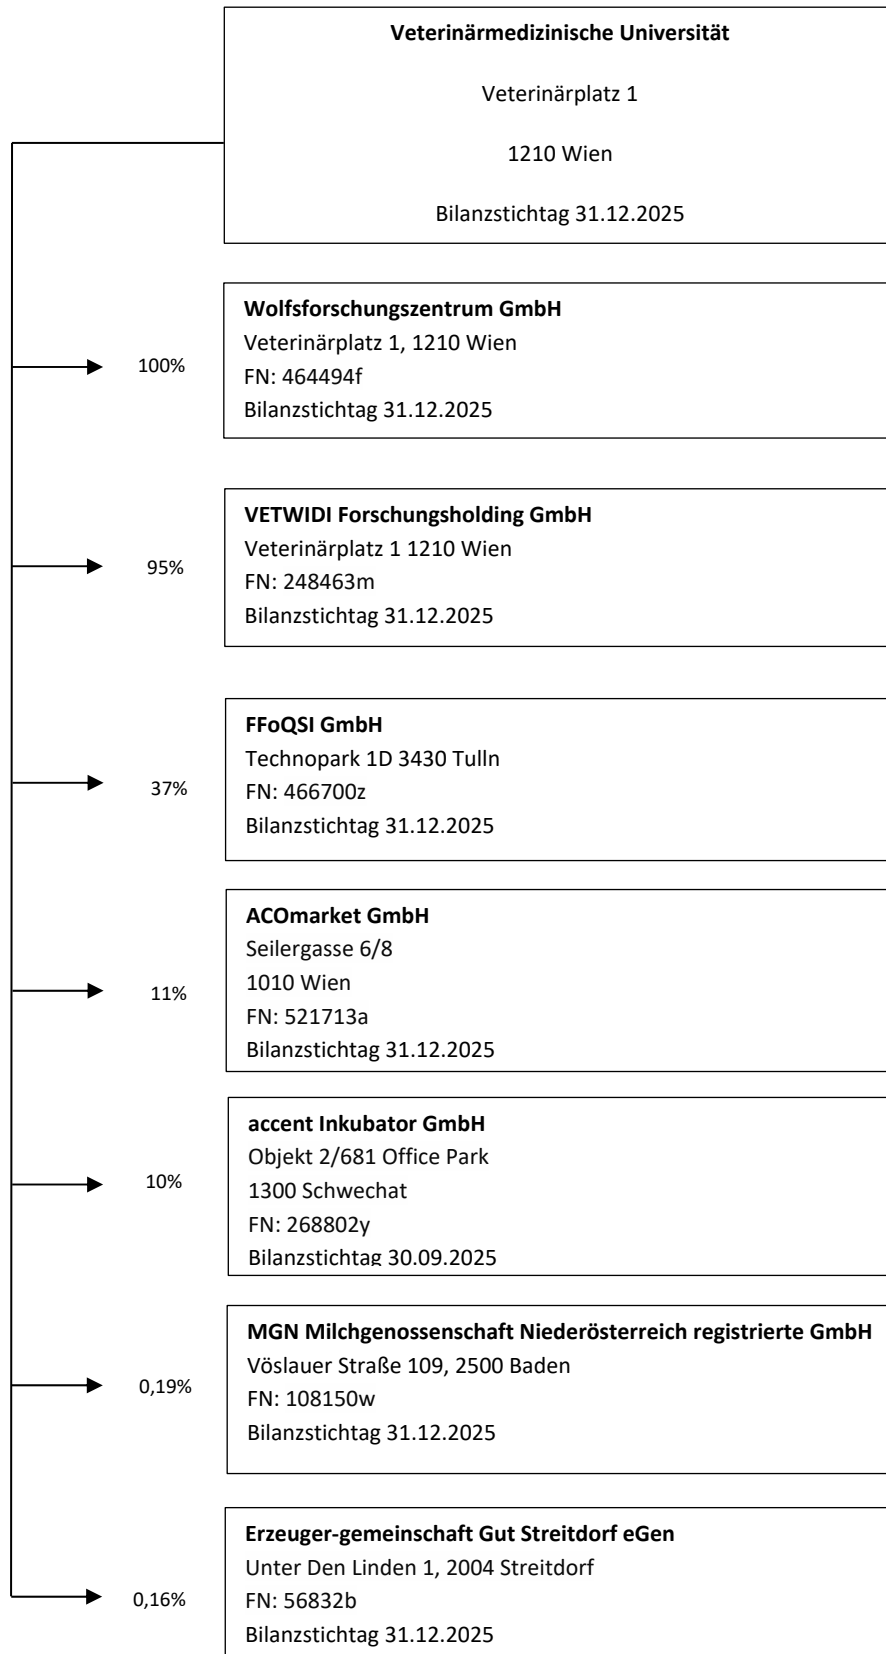 Veterinärmedizinische Universität
Veterinärplatz 1
1210 Wien
Bilanzstichtag 31.12.2025
100%
Wolfsforschungszentrum GmbH
Veterinärplatz 1, 1210 Wien
FN: 464494f
Bilanzstichtag 31.12.2025
95%
VETWIDI Forschungsholding GmbH
Veterinärplatz 1 1210 Wien
FN: 248463m
Bilanzstichtag 31.12.2025
37%
FFoQSI GmbH
Technopark 1D 3430 Tulln
FN: 466700z
Bilanzstichtag 31.12.2025
11%
ACOmarket GmbH
Seilergasse 6/8
1010 Wien
FN: 521713a
Bilanzstichtag 31.12.2025
10%
accent Inkubator GmbH
Objekt 2/681 Office Park
1300 Schwechat
FN: 268802y
Bilanzstichtag 30.09.2025
0,19%
MGN Milchgenossenschaft Niederösterreich registrierte GmbH
Vöslauer Straße 109, 2500 Baden
FN: 108150w
Bilanzstichtag 31.12.2025
0,16%
Erzeuger-gemeinschaft Gut Streitdorf eGen
Unter Den Linden 1, 2004 Streitdorf
FN: 56832b
Bilanzstichtag 31.12.2025